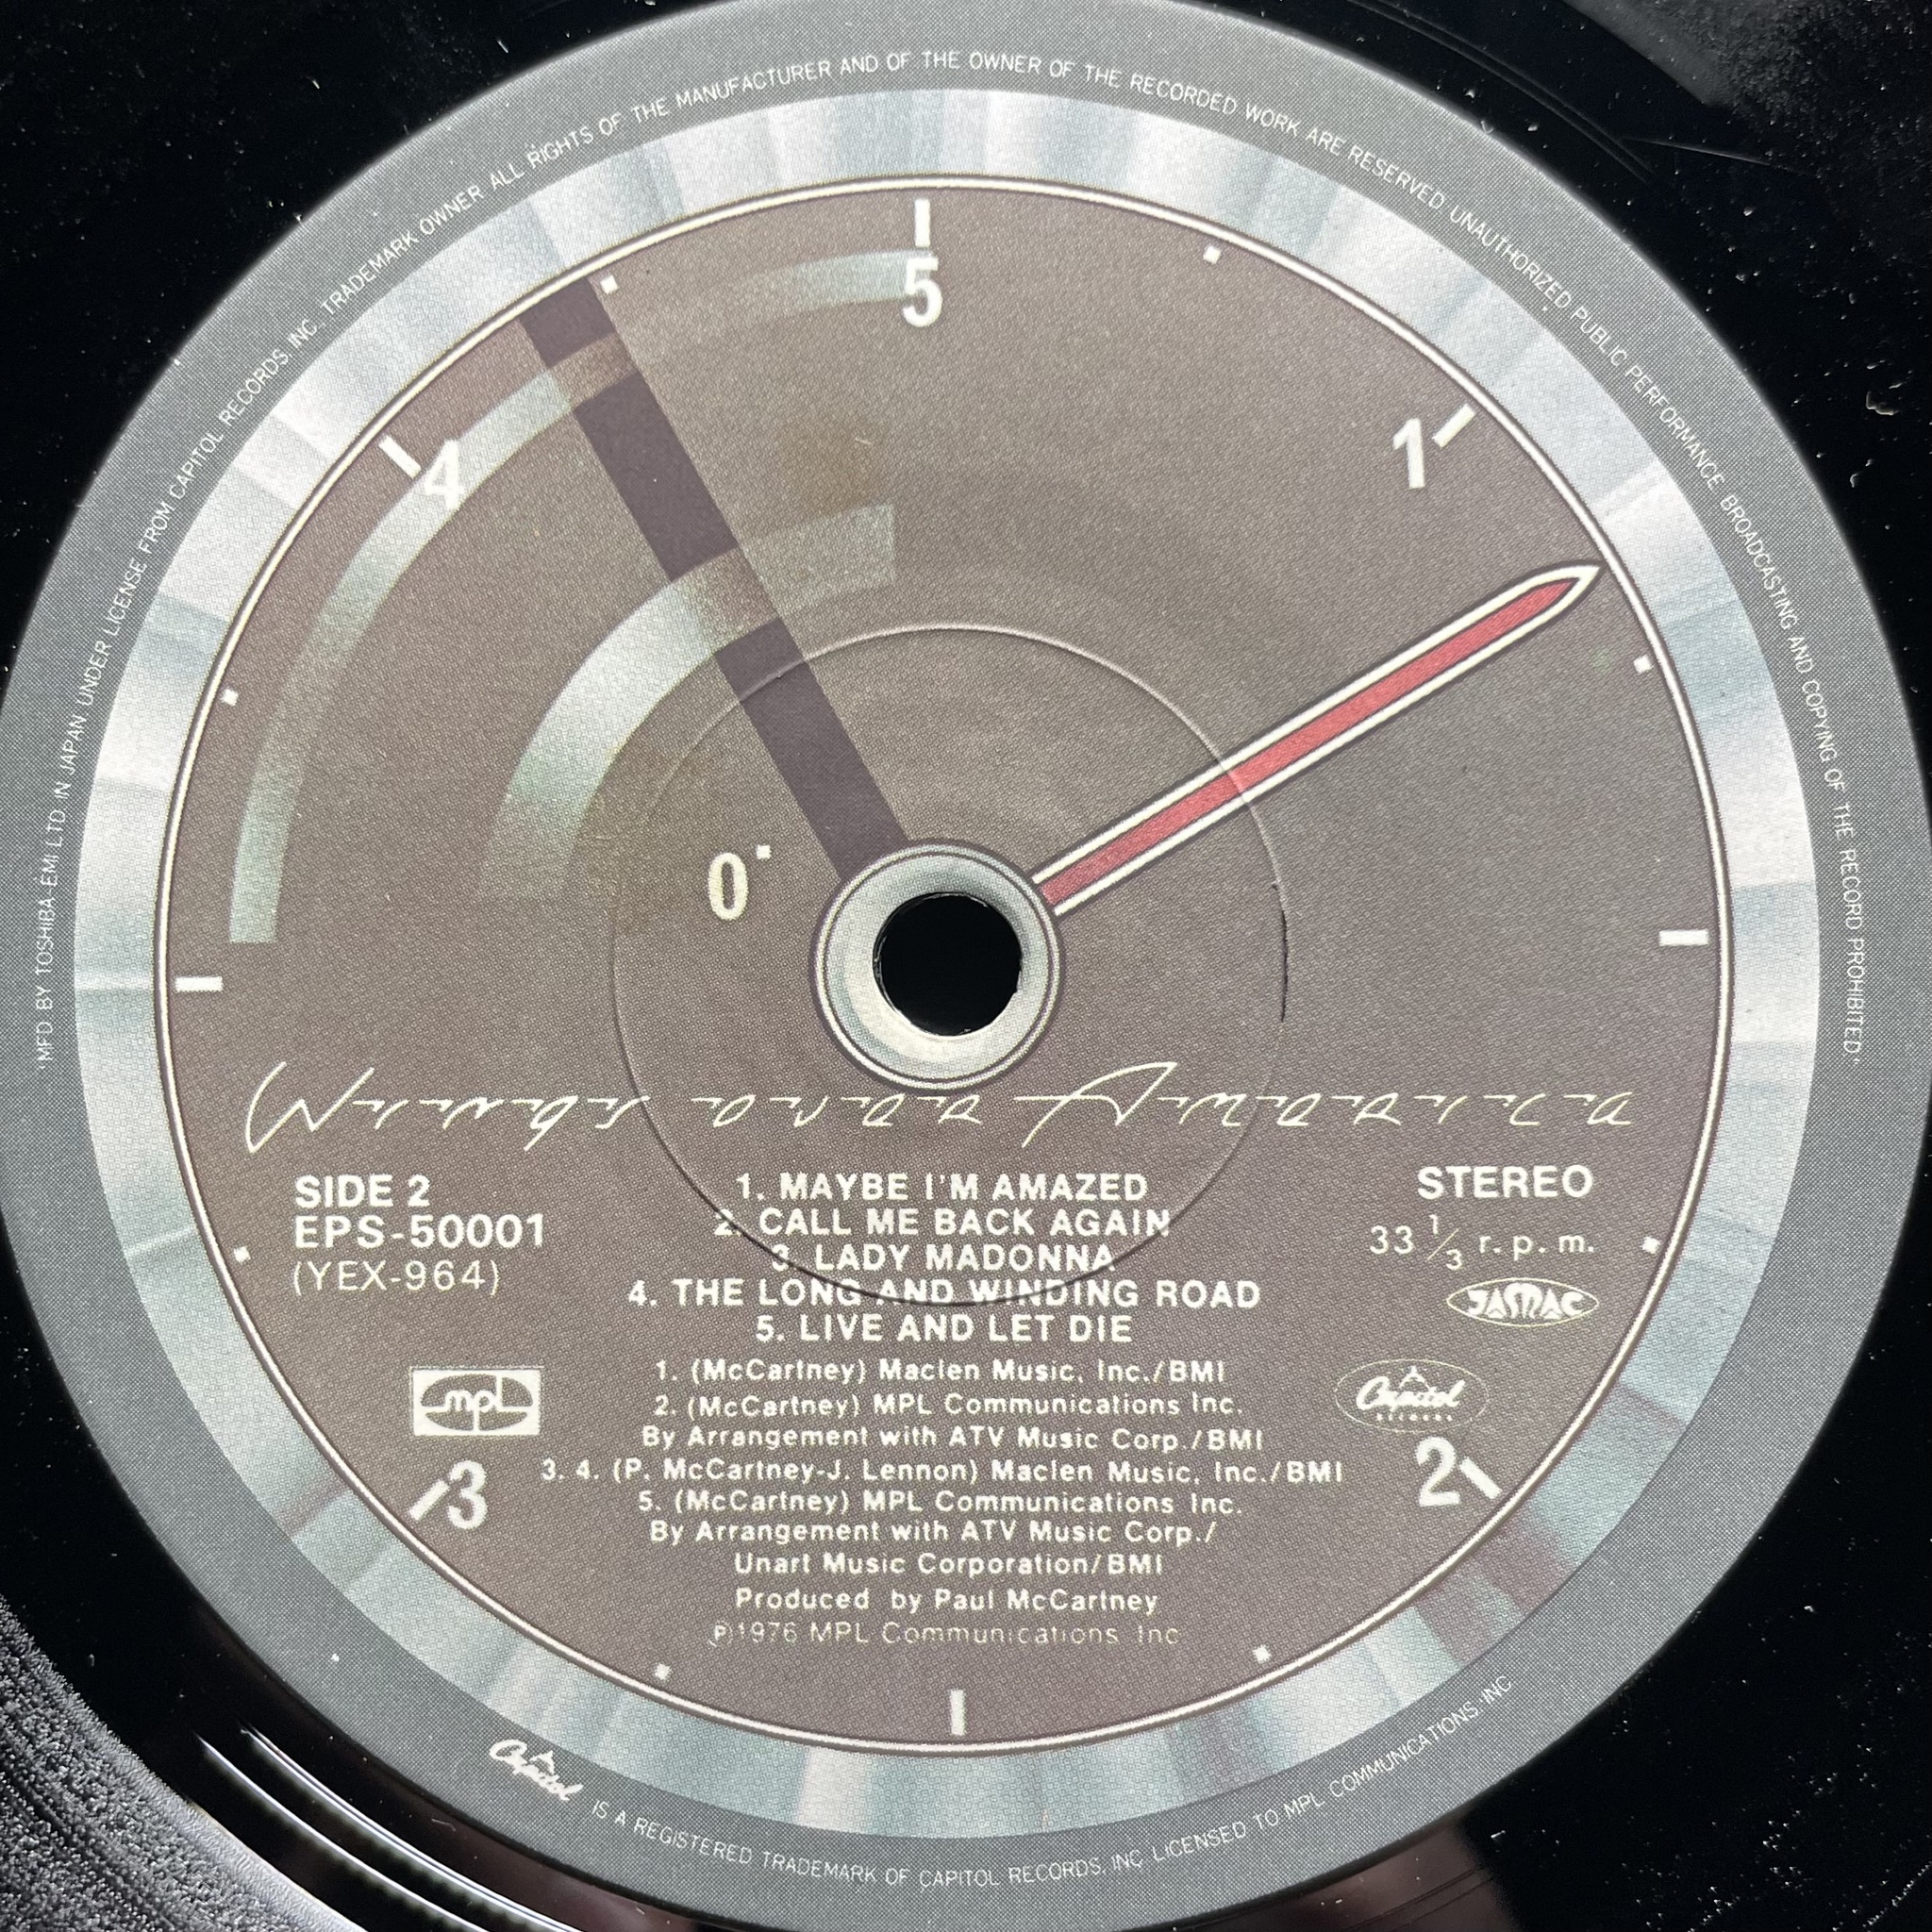 'MFD BY TOSHIBA-EMI LTD IN JAPAN UNDER LICENSE FROM CAPITOL RECORDS, INC., TRADEMARK OWNER ALL RIGHTS OF THE MANUFACTURER AND OF THE OWNER OF THE RECORDED WORK ARE RESERVED UNAUTHORIZED PUBLIC PERFORMANCE BROADCASTING AND COPYING OF THE RECORD PROHIBITED'
5
4
1
0
Wings over America
SIDE 2
EPS-50001
(YEX-964)
1. MAYBE I'M AMAZED
2. CALL ME BACK AGAIN
3. LADY MADONNA
4. THE LONG AND WINDING ROAD
5. LIVE AND LET DIE
STEREO
33 1/3 r.p.m.
JASRAC
mpl
Capitol
RECORDS
1. (McCartney) Maclen Music, Inc./BMI
2. (McCartney) MPL Communications Inc.
By Arrangement with ATV Music Corp./BMI
3. 4. (P. McCartney-J. Lennon) Maclen Music, Inc./BMI
5. (McCartney) MPL Communications Inc.
By Arrangement with ATV Music Corp./
Unart Music Corporation/BMI
Produced by Paul McCartney
℗1976 MPL Communications Inc
3
2
Capitol IS A REGISTERED TRADEMARK OF CAPITOL RECORDS, INC LICENSED TO MPL COMMUNICATIONS, INC